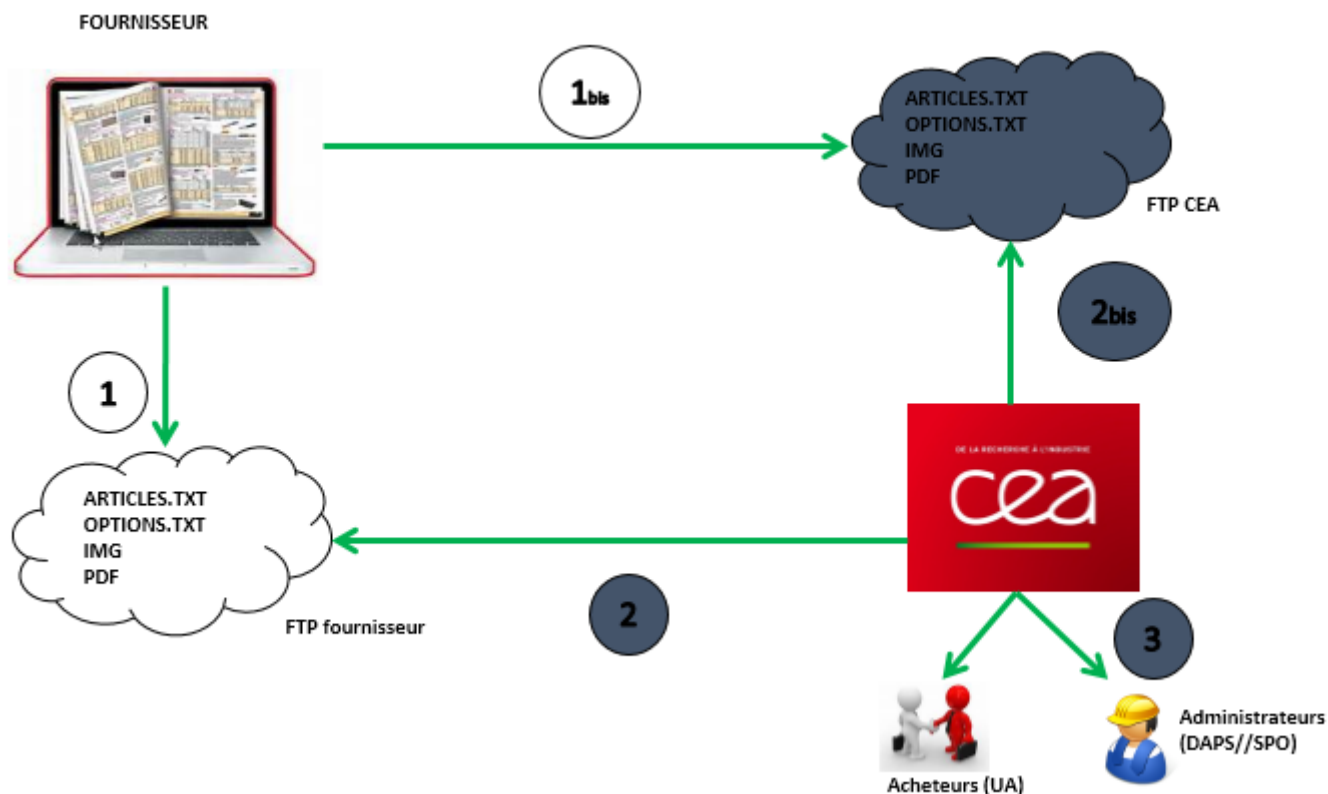 FOURNISSEUR
1bis
ARTICLES.TXT
OPTIONS.TXT
IMG
PDF
FTP CEA
2bis
1
DE LA RECHERCHE À L'INDUSTRIE
cea
ARTICLES.TXT
OPTIONS.TXT
IMG
PDF
FTP fournisseur
2
3
Acheteurs (UA)
Administrateurs
(DAPS//SPO)